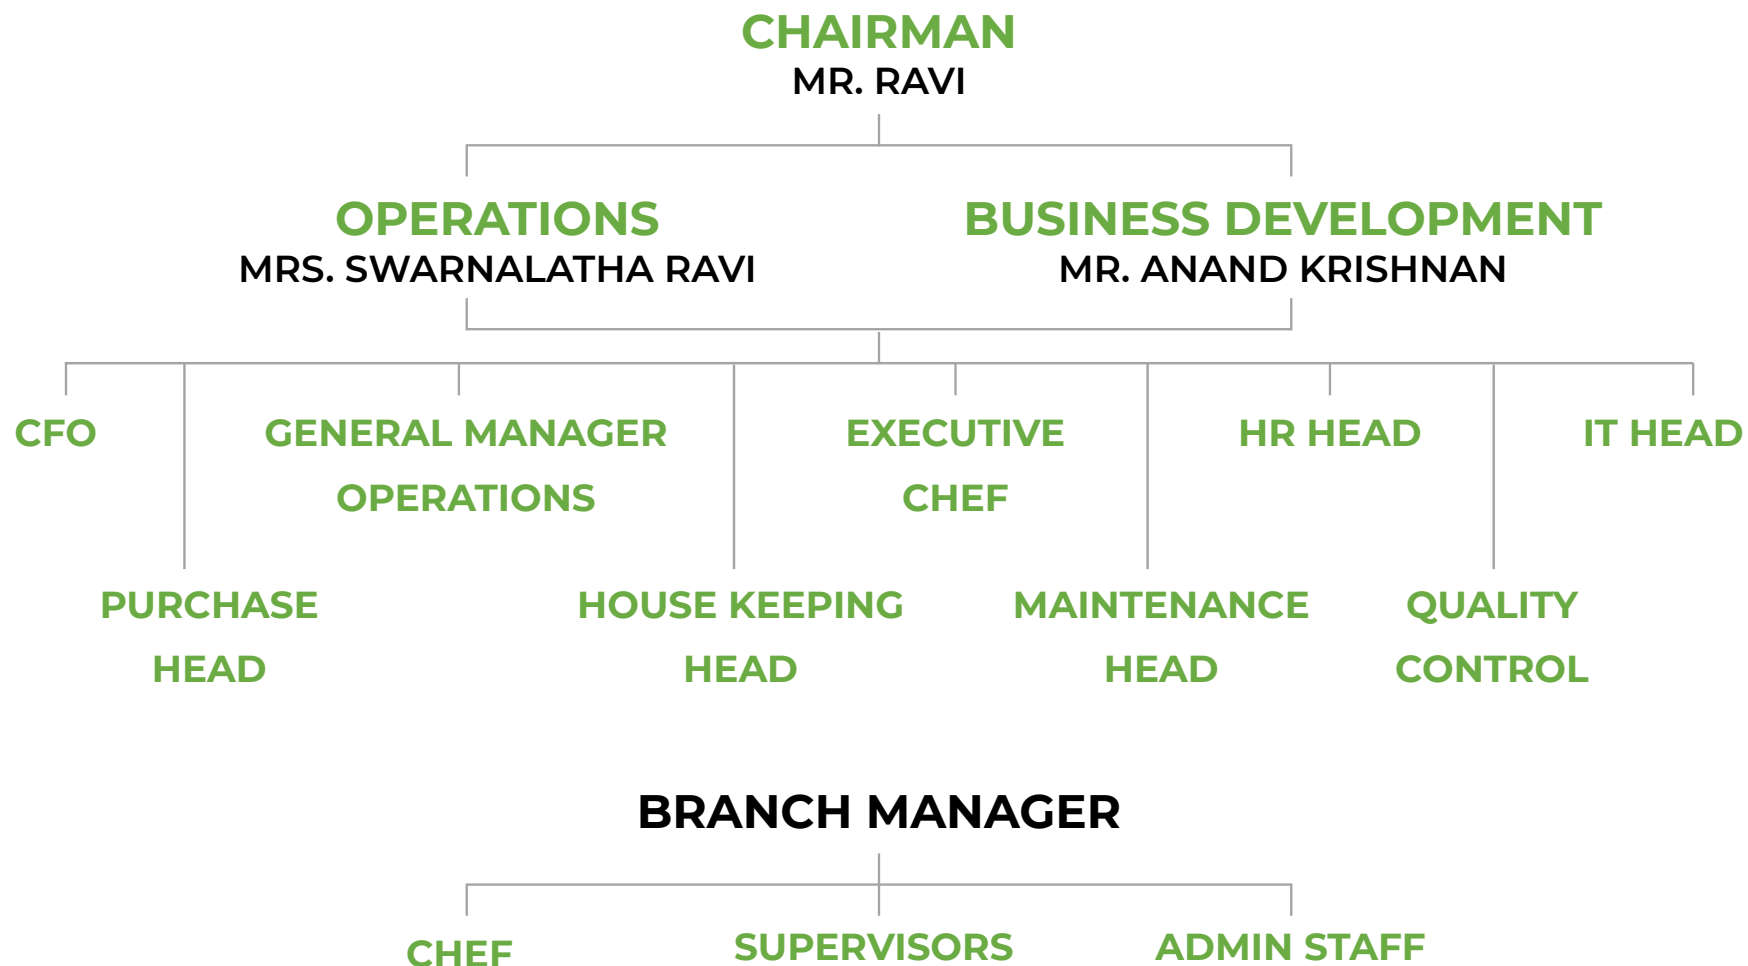 CHAIRMAN
MR. RAVI
OPERATIONS
MRS. SWARNALATHA RAVI
BUSINESS DEVELOPMENT
MR. ANAND KRISHNAN
CFO
GENERAL MANAGER
OPERATIONS
EXECUTIVE
CHEF
HR HEAD
IT HEAD
PURCHASE
HEAD
HOUSE KEEPING
HEAD
MAINTENANCE
HEAD
QUALITY
CONTROL
BRANCH MANAGER
CHEF
SUPERVISORS
ADMIN STAFF